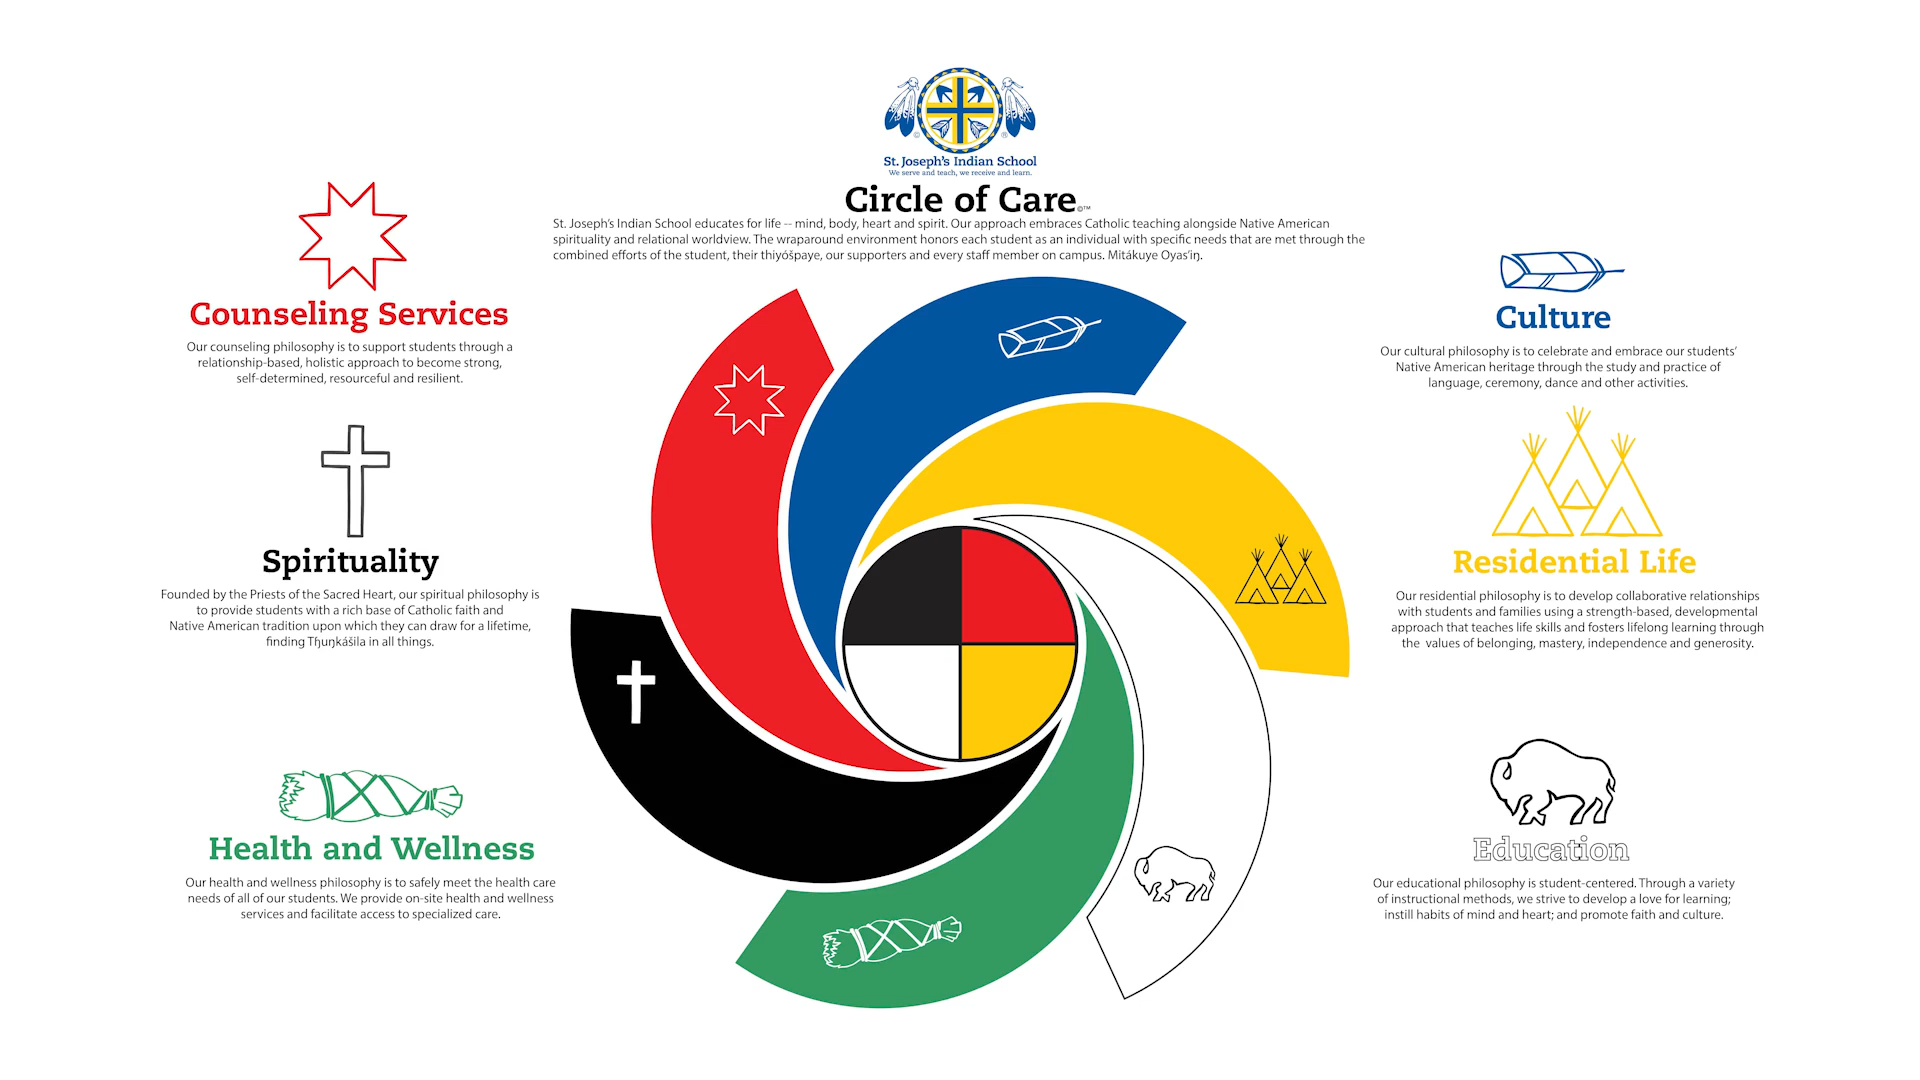 St. Joseph's Indian School
We serve and teach, we receive and learn.
Circle of Care©™
St. Joseph's Indian School educates for life -- mind, body, heart and spirit. Our approach embraces Catholic teaching alongside Native American
spirituality and relational worldview. The wraparound environment honors each student as an individual with specific needs that are met through the
combined efforts of the student, their thiyóšpaye, our supporters and every staff member on campus. Mitákuye Oyas'iŋ.
Counseling Services
Our counseling philosophy is to support students through a
relationship-based, holistic approach to become strong,
self-determined, resourceful and resilient.
Spirituality
Founded by the Priests of the Sacred Heart, our spiritual philosophy is
to provide students with a rich base of Catholic faith and
Native American tradition upon which they can draw for a lifetime,
finding in all things.
Health and Wellness
Our health and wellness philosophy is to safely meet the health care
needs of all of our students. We provide on-site health and wellness
services and facilitate access to specialized care.
Culture
Our cultural philosophy is to celebrate and embrace our students'
Native American heritage through the study and practice of
language, ceremony, dance and other activities.
Residential Life
Our residential philosophy is to develop collaborative relationships
with students and families using a strength-based, developmental
approach that teaches life skills and fosters lifelong learning through
the values of belonging, mastery, independence and generosity.
Education
Our educational philosophy is student-centered. Through a variety
of instructional methods, we strive to develop a love for learning;
instill habits of mind and heart; and promote faith and culture.